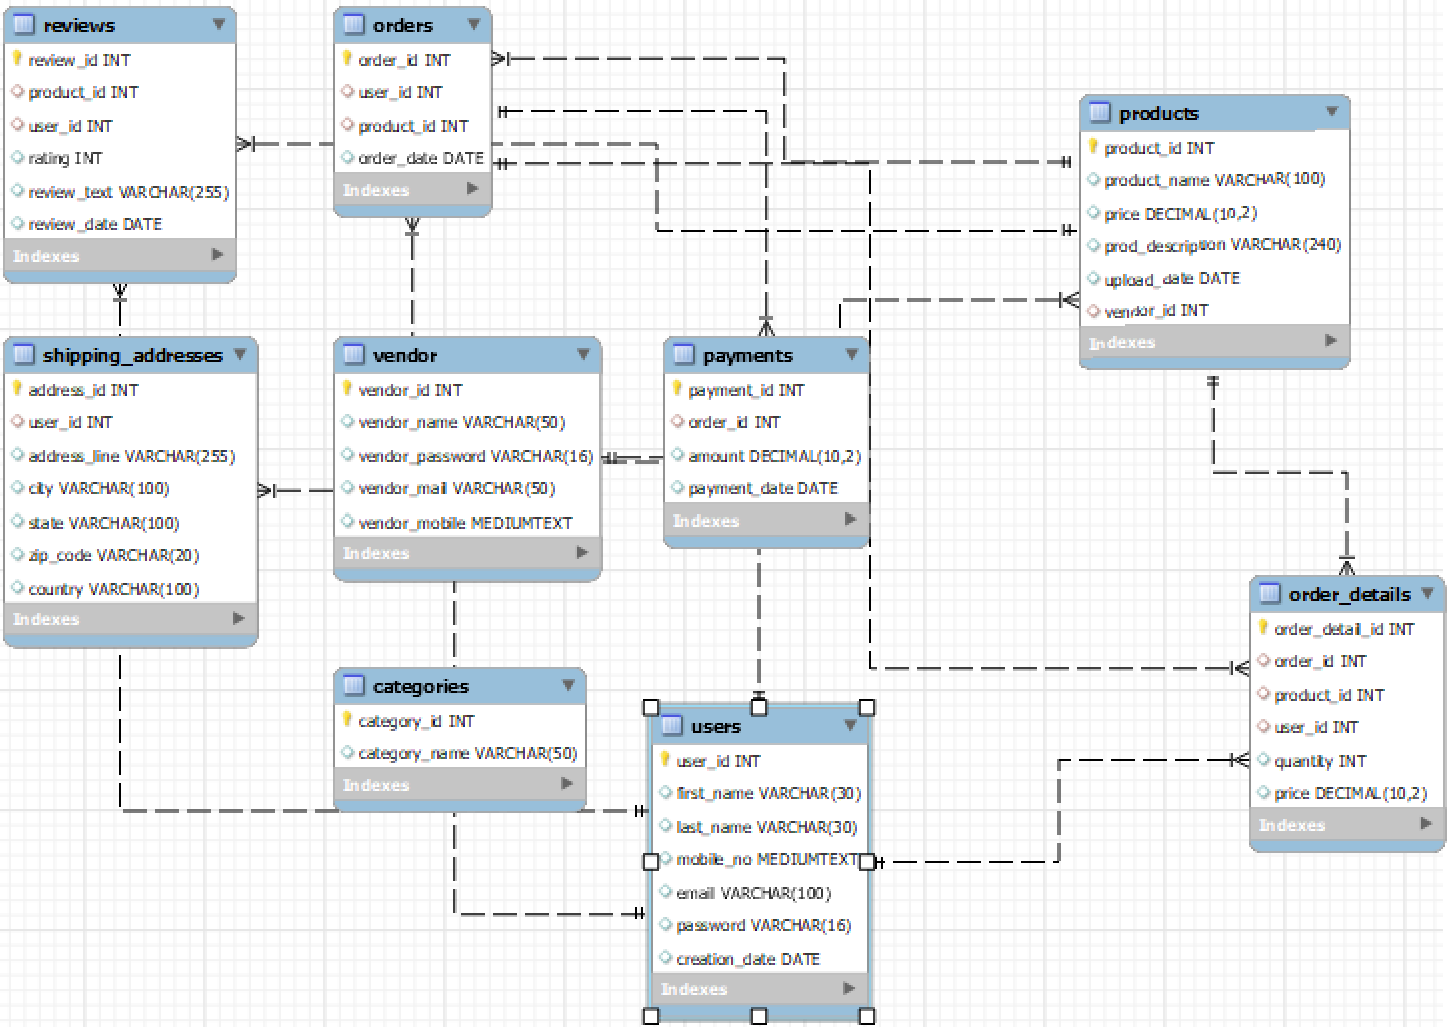 reviews
review_id INT
product_id INT
user_id INT
rating INT
review_text VARCHAR(255)
review_date DATE
Indexes
orders
order_id INT
user_id INT
product_id INT
order_date DATE
Indexes
products
product_id INT
product_name VARCHAR(100)
price DECIMAL(10,2)
prod_description VARCHAR(240)
upload_date DATE
vendor_id INT
Indexes
shipping_addresses
address_id INT
user_id INT
address_line VARCHAR(255)
city VARCHAR(100)
state VARCHAR(100)
zip_code VARCHAR(20)
country VARCHAR(100)
Indexes
vendor
vendor_id INT
vendor_name VARCHAR(50)
vendor_password VARCHAR(16)
vendor_mail VARCHAR(50)
vendor_mobile MEDIUMTEXT
Indexes
payments
payment_id INT
order_id INT
amount DECIMAL(10,2)
payment_date DATE
Indexes
order_details
order_detail_id INT
order_id INT
product_id INT
user_id INT
quantity INT
price DECIMAL(10,2)
Indexes
categories
category_id INT
category_name VARCHAR(50)
Indexes
users
user_id INT
first_name VARCHAR(30)
last_name VARCHAR(30)
mobile_no MEDIUMTEXT
email VARCHAR(100)
password VARCHAR(16)
creation_date DATE
Indexes